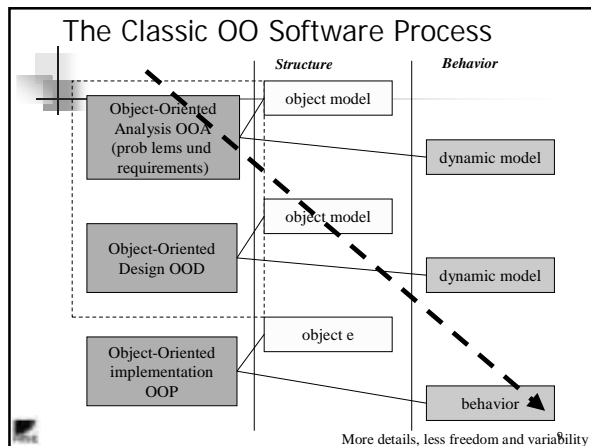 The Classic OO Software Process
Structure
Behavior
object model
Object-Oriented
Analysis OOA
(prob lems und
requirements)
dynamic model
object model
Object-Oriented
Design OOD
dynamic model
object e
Object-Oriented
implementation
OOP
behavior
More details, less freedom and variability